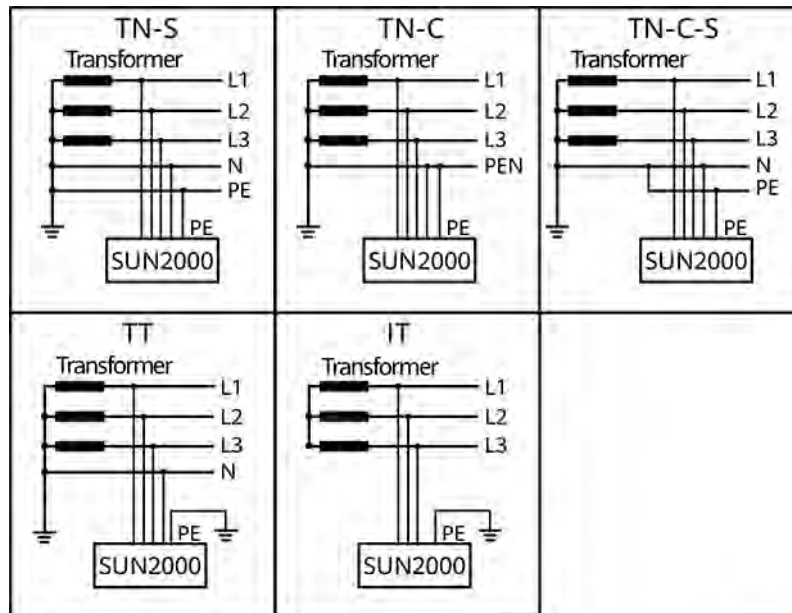 TN-S
Transformer
L1
L2
L3
N
PE
PE
SUN2000
TN-C
Transformer
L1
L2
L3
PEN
PE
SUN2000
TN-C-S
Transformer
L1
L2
L3
N
PE
PE
SUN2000
TT
Transformer
L1
L2
L3
N
PE
SUN2000
IT
Transformer
L1
L2
L3
PE
SUN2000